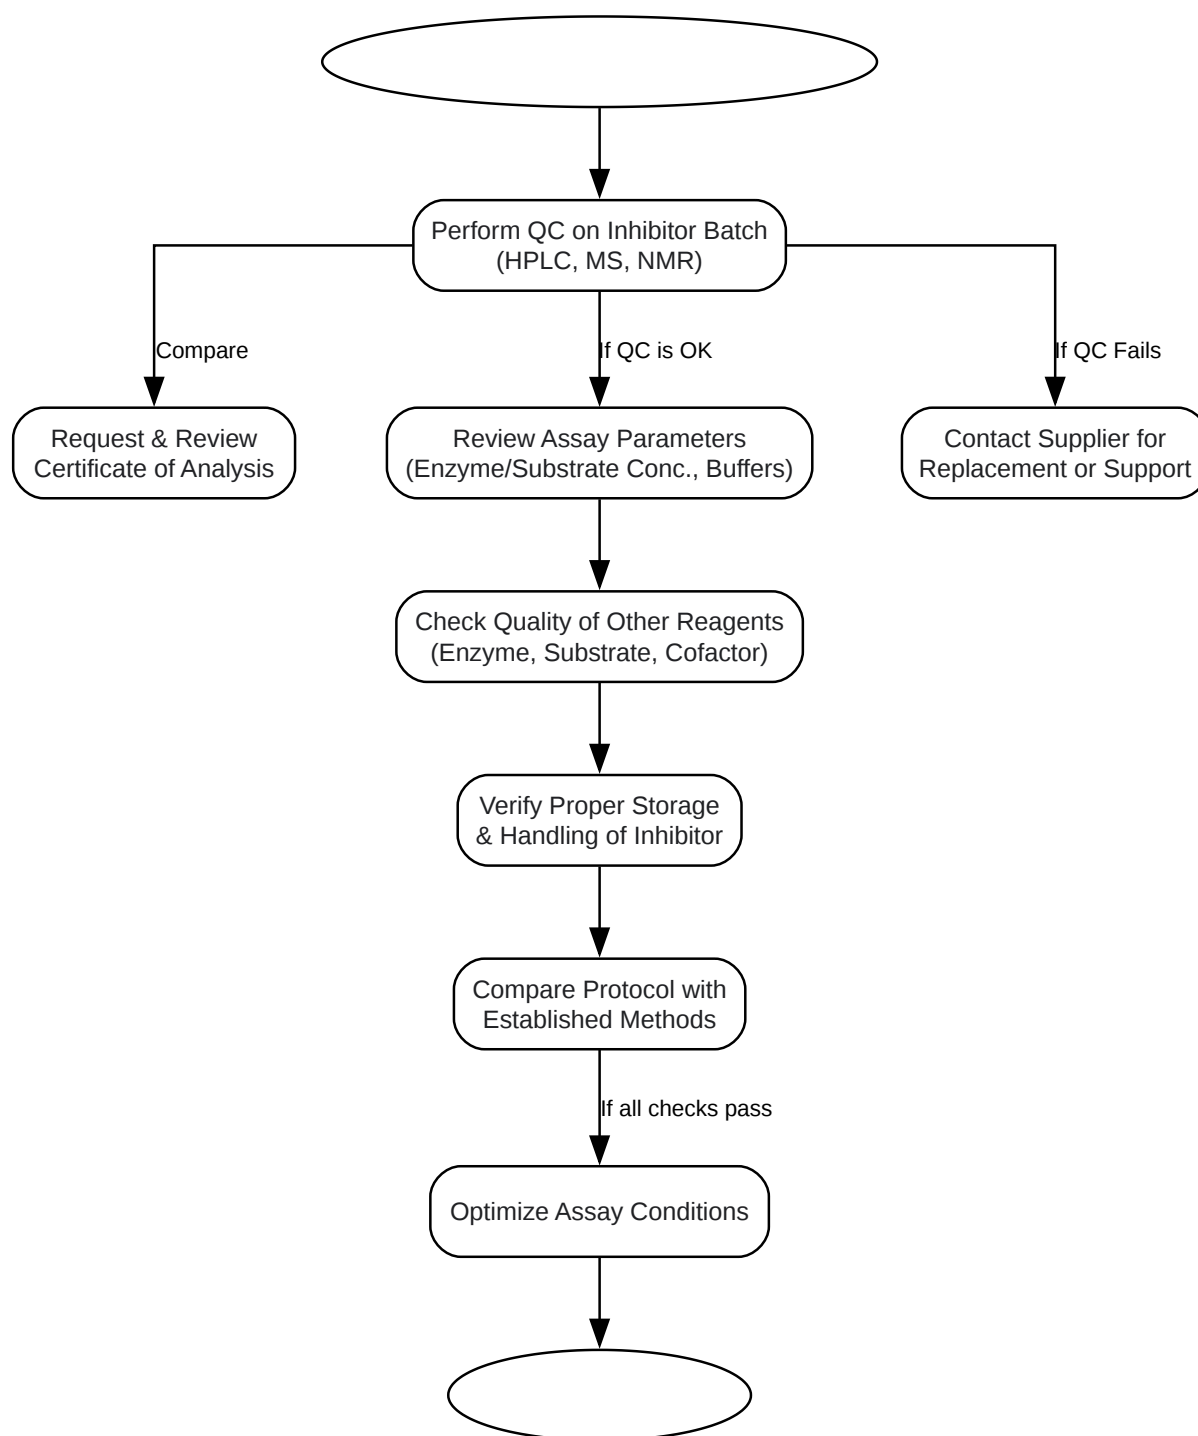 Perform QC on Inhibitor Batch
(HPLC, MS, NMR)
Compare
If QC is OK
If QC Fails
Request & Review
Certificate of Analysis
Review Assay Parameters
(Enzyme/Substrate Conc., Buffers)
Contact Supplier for
Replacement or Support
Check Quality of Other Reagents
(Enzyme, Substrate, Cofactor)
Verify Proper Storage
& Handling of Inhibitor
Compare Protocol with
Established Methods
If all checks pass
Optimize Assay Conditions